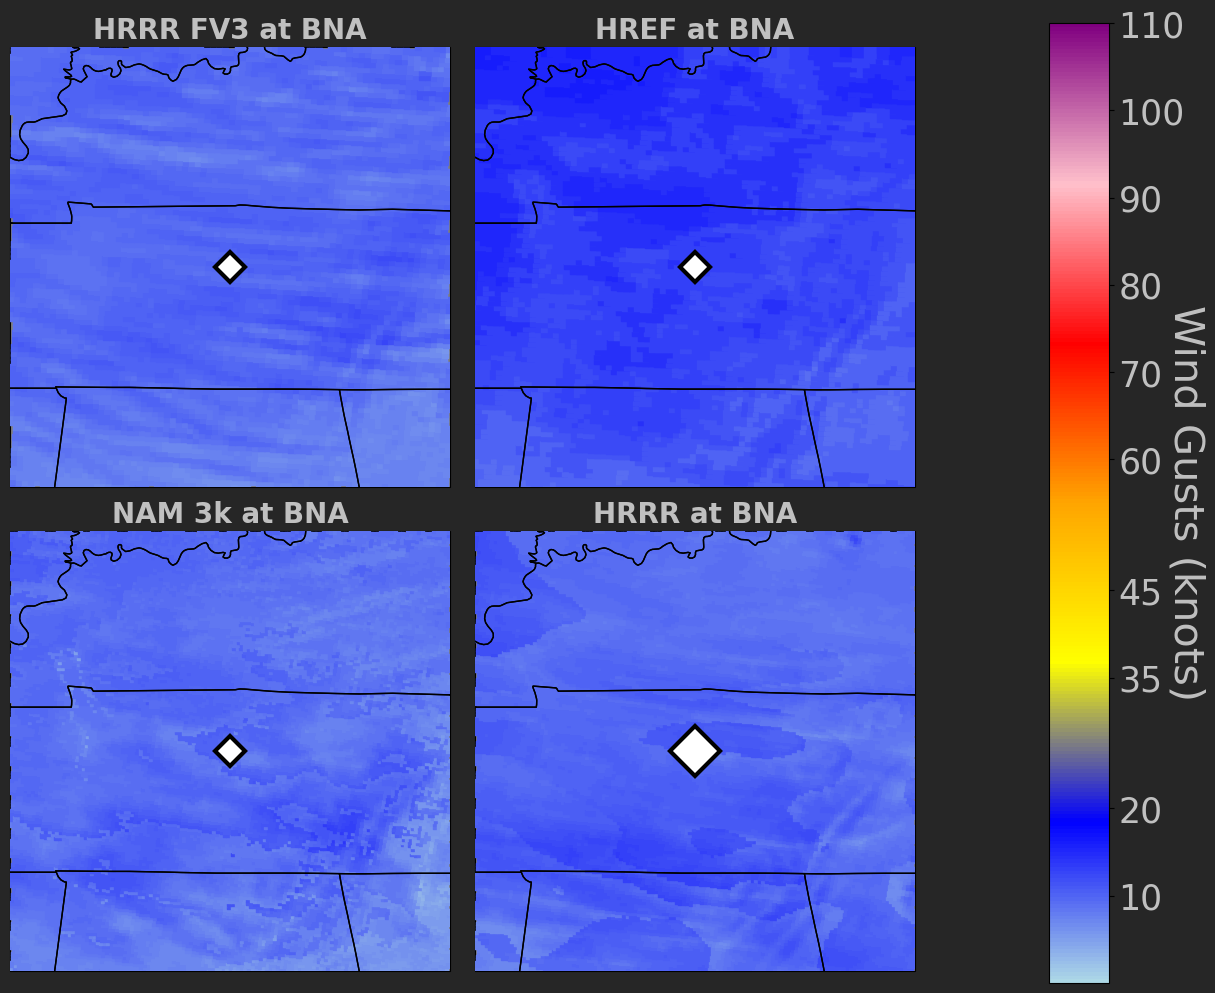 HRRR FV3 at BNA
HREF at BNA
NAM 3k at BNA
HRRR at BNA
110
100
90
80
70
60
45
35
20
10
Wind Gusts (knots)